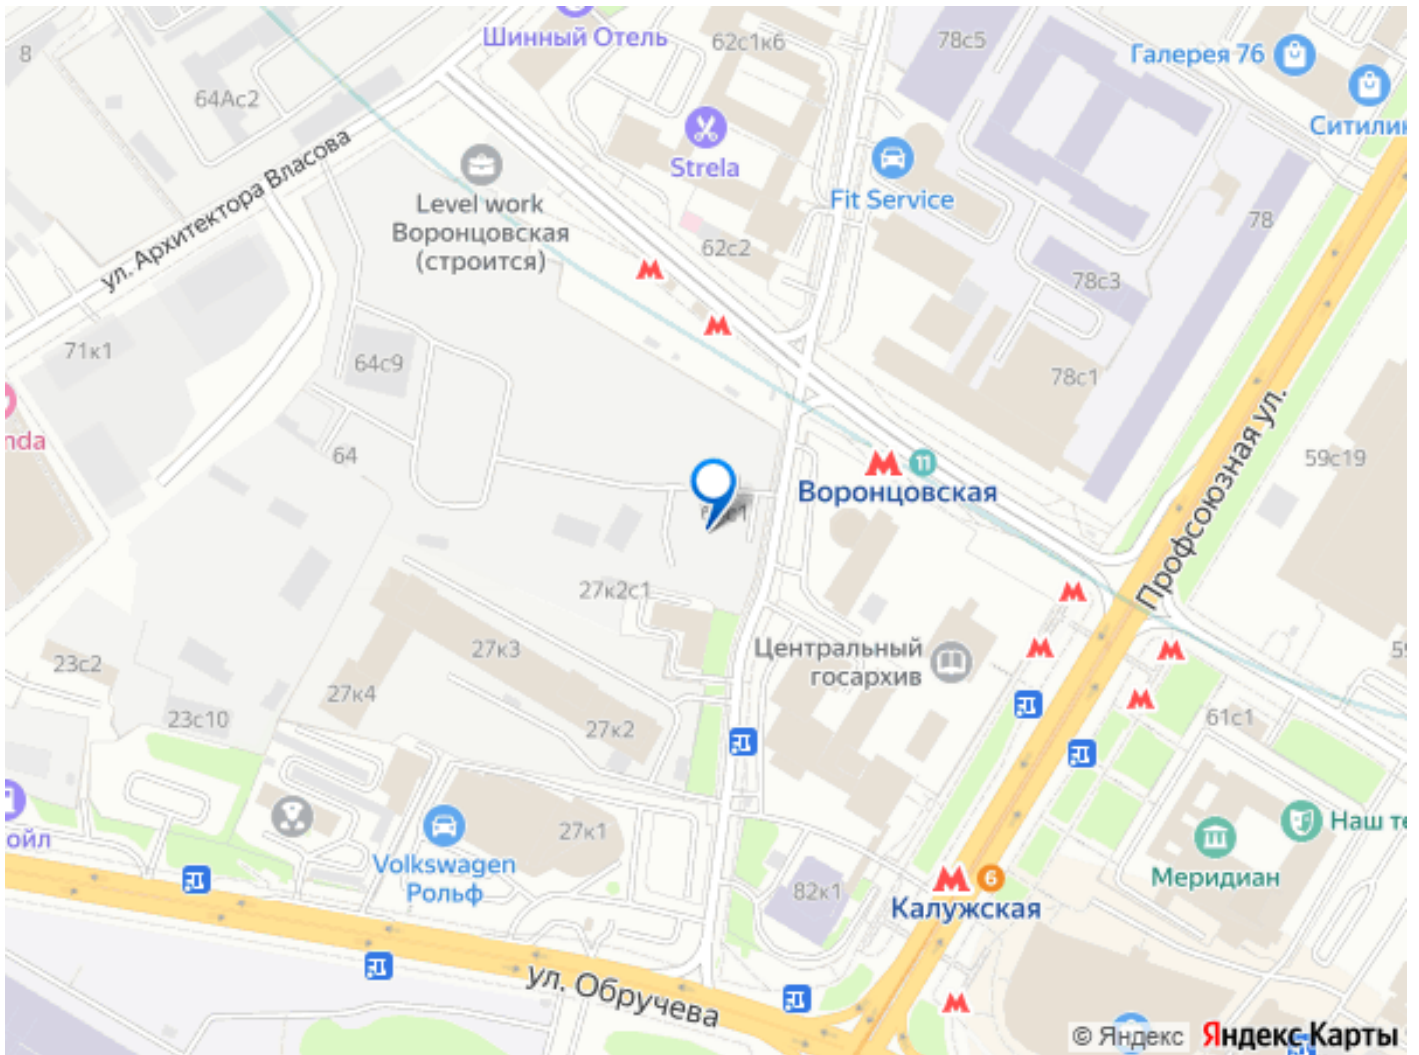 Шинный Отель
62с1к6
78с5
Галерея 76
8
64Ас2
Ситилин
Strela
ул. Архитектора Власова
Level work
Воронцовская
(строится)
Fit Service
78
62с2
78с3
71к1
64с9
78с1
nda
64
59с19
11
Воронцовская
Профсоюзная ул.
27к2с1
Центральный
госархив
27к3
23с2
27к4
23с10
27к2
61с1
ойл
27к1
Наш те
Volkswagen
Рольф
Меридиан
82к1
6
Калужская
ул. Обручева
© Яндекс Яндекс Карты